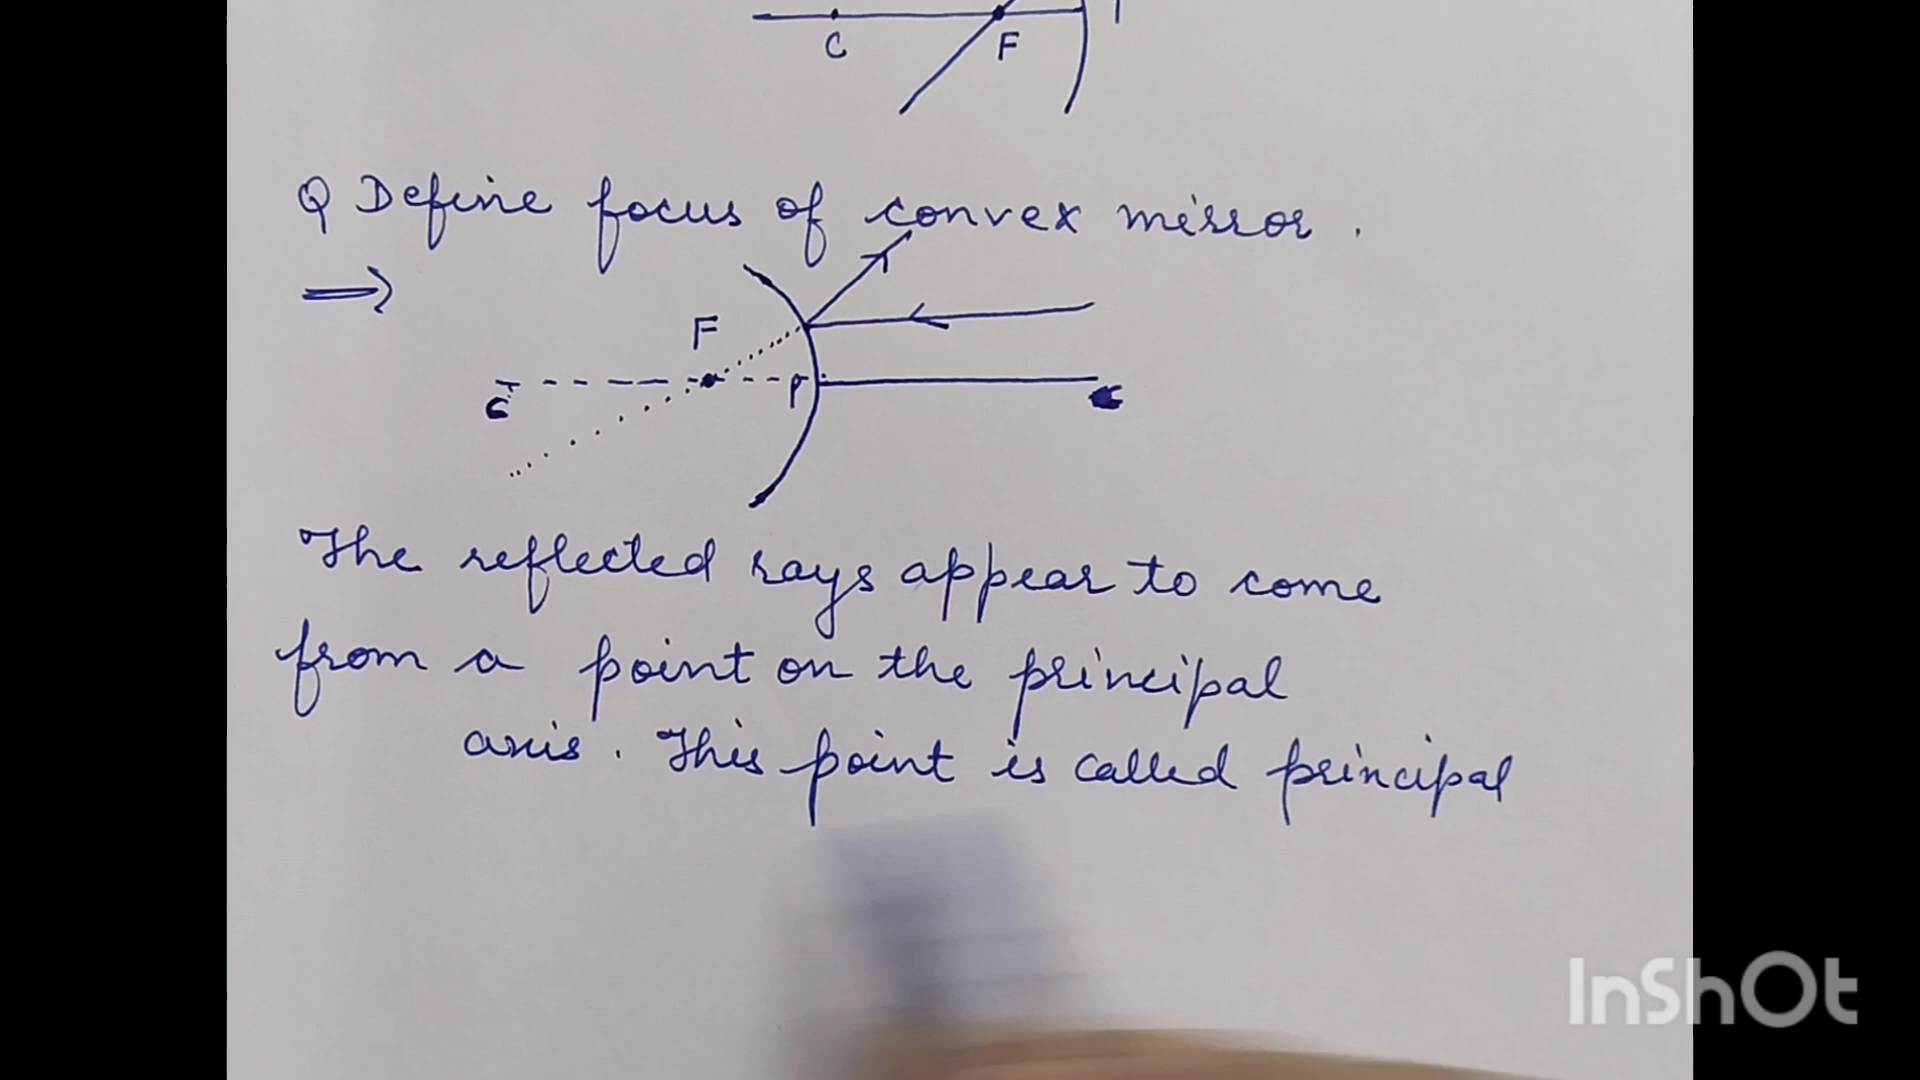 C F
Q Define focus of convex mirror.
F
C P
The reflected rays appear to come
from a point on the principal
axis. This point is called principal
InShOt